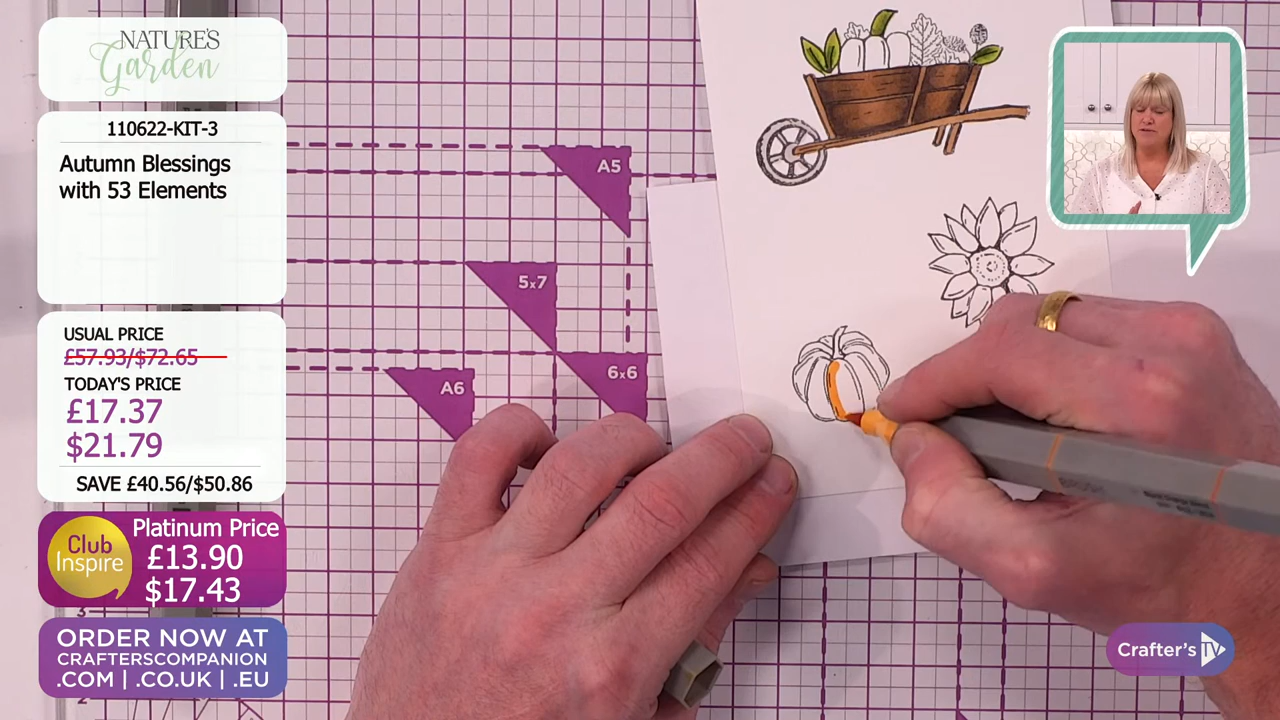 NATURE'S
Garden
110622-KIT-3
Autumn Blessings
with 53 Elements
USUAL PRICE
£57.93/$72.65
TODAY'S PRICE
£17.37
$21.79
SAVE £40.56/$50.86
Club
Inspire
Platinum Price
£13.90
$17.43
ORDER NOW AT
CRAFTERSCOMPANION
.COM | .CO.UK | .EU
A5
5x7
6x6
A6
3
2
Crafter's TV